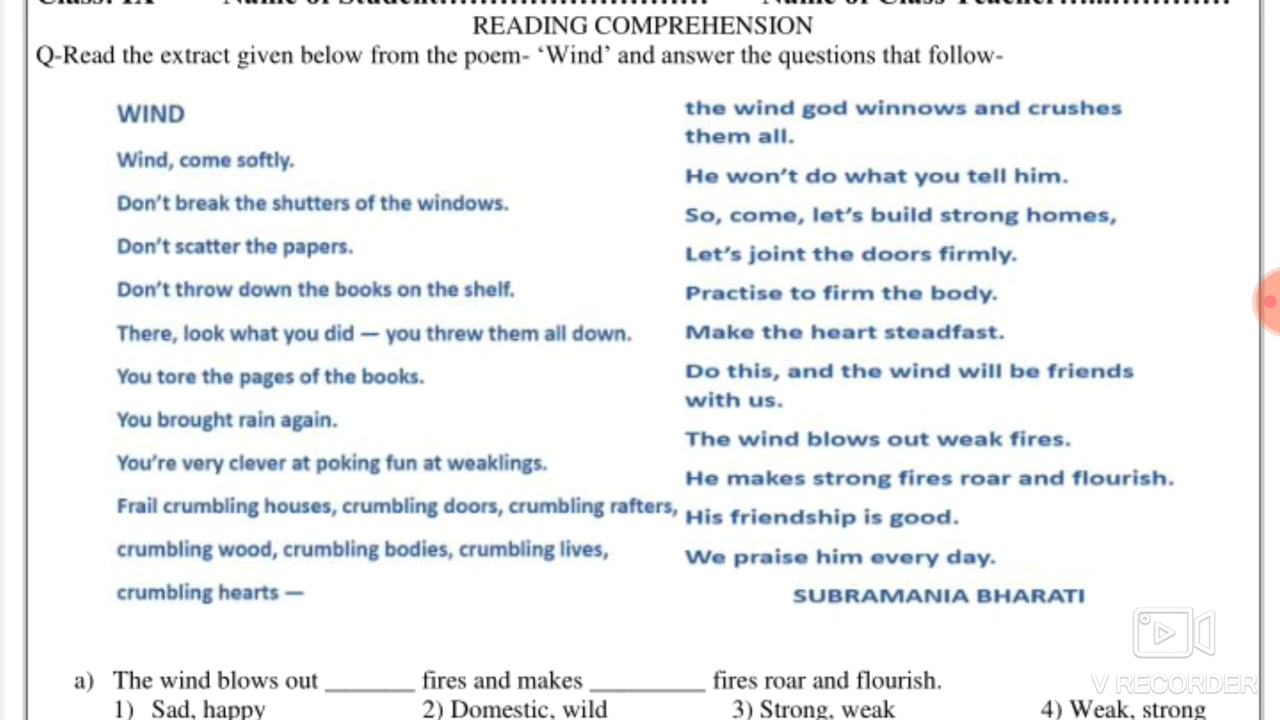 Class: IX Name of Student………………………… Name of Class Teacher…...…………
READING COMPREHENSION
Q-Read the extract given below from the poem- ‘Wind’ and answer the questions that follow-
WIND
Wind, come softly.
Don’t break the shutters of the windows.
Don’t scatter the papers.
Don’t throw down the books on the shelf.
There, look what you did — you threw them all down.
You tore the pages of the books.
You brought rain again.
You’re very clever at poking fun at weaklings.
Frail crumbling houses, crumbling doors, crumbling rafters,
crumbling wood, crumbling bodies, crumbling lives,
crumbling hearts —
the wind god winnows and crushes
them all.
He won’t do what you tell him.
So, come, let’s build strong homes,
Let’s joint the doors firmly.
Practise to firm the body.
Make the heart steadfast.
Do this, and the wind will be friends
with us.
The wind blows out weak fires.
He makes strong fires roar and flourish.
His friendship is good.
We praise him every day.
SUBRAMANIA BHARATI
a) The wind blows out _______ fires and makes _________ fires roar and flourish.
1) Sad, happy 2) Domestic, wild 3) Strong, weak 4) Weak, strong
V RECORDER